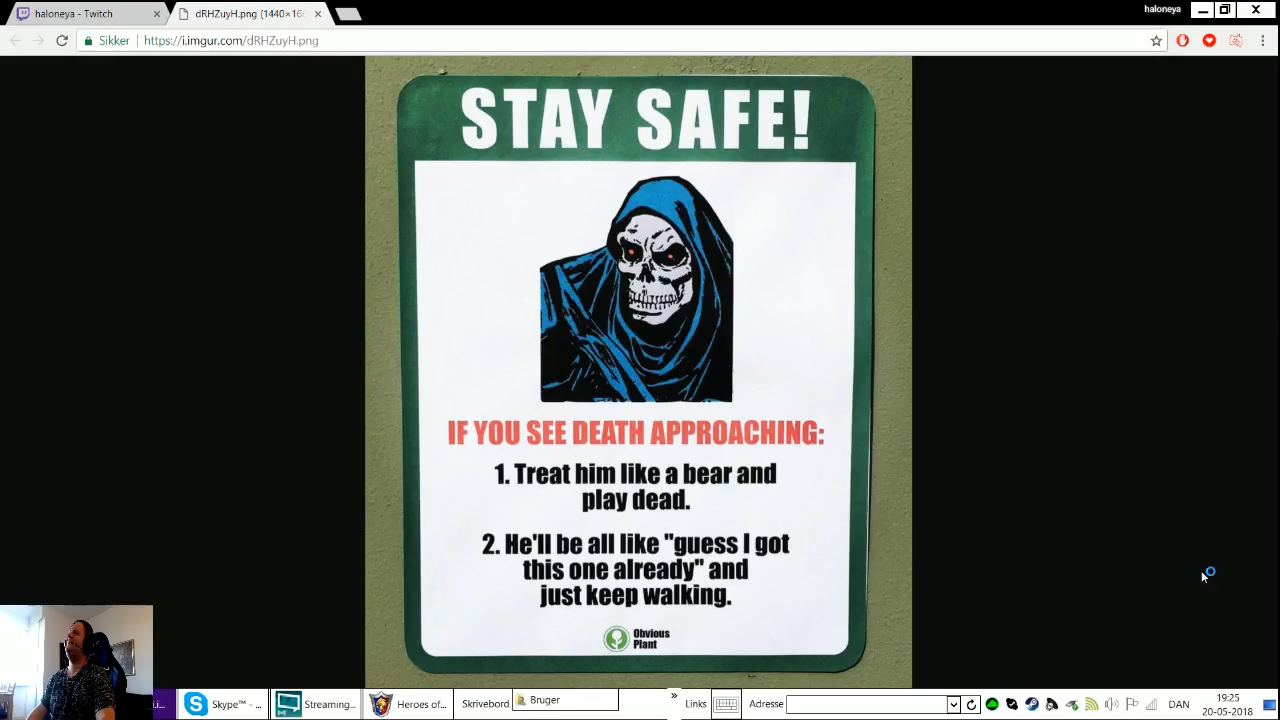 haloneya - Twitch
dRHZuyH.png (1440×166
haloneya
Sikker
https://i.imgur.com/dRHZuyH.png
STAY SAFE!
IF YOU SEE DEATH APPROACHING:
1. Treat him like a bear and
play dead.
2. He'll be all like "guess I got
this one already" and
just keep walking.
Obvious
Plant
Skype™ - ...
Streaming...
Heroes of...
Skrivebord
Bruger
»
Links
Adresse
DAN
19:25
20-05-2018